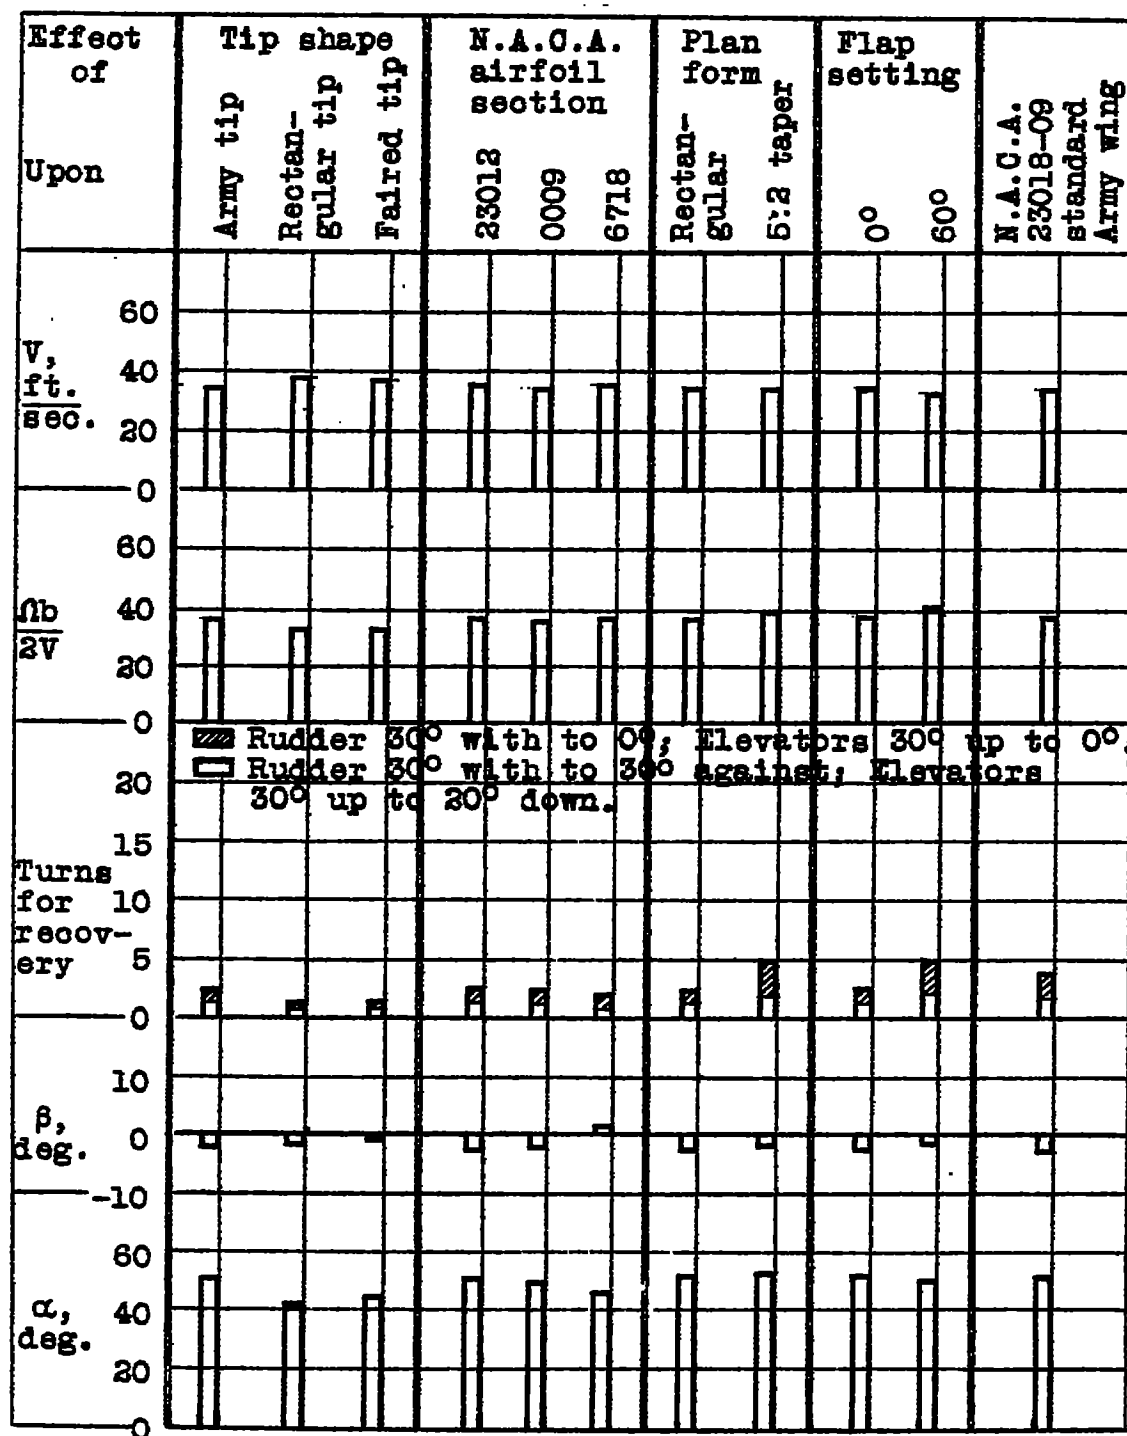 Effect of
Upon
Tip shape
Army tip
Rectan-
gular tip
Faired tip
N.A.C.A.
airfoil
section
23012
0009
6718
Plan
form
Rectan-
gular
5:2 taper
Flap
setting
0°
60°
N.A.C.A.
23018-09
standard
Army wing
V,
ft.
sec.
60
40
20
0
Ωb
2V
60
40
20
0
Rudder 30° with to 0°; Elevators 30° up to 0°.
Rudder 30° with to 30° against; Elevators
30° up to 20° down.
Turns
for
recov-
ery
20
15
10
5
0
β,
deg.
10
0
-10
α,
deg.
60
40
20
0